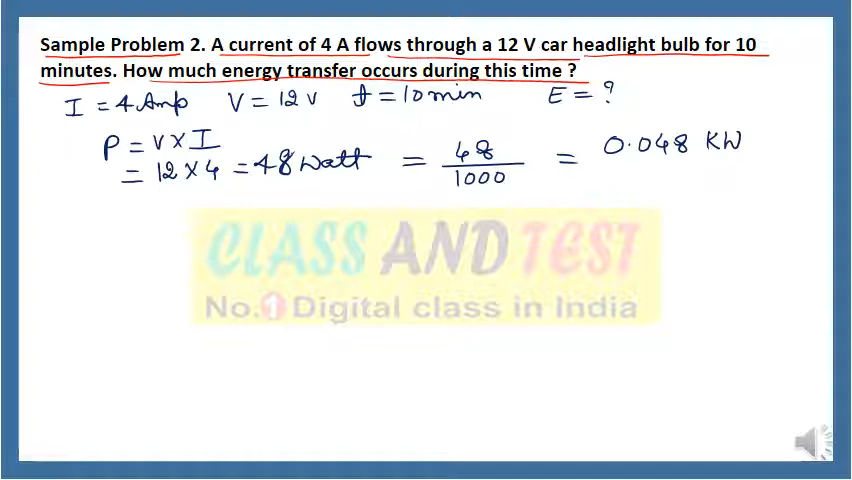 Sample Problem 2. A current of 4 A flows through a 12 V car headlight bulb for 10
minutes. How much energy transfer occurs during this time ?
I = 4 Amp V = 12 V t = 10 min E = ?
P = V X I
= 12 X 4 = 48 Watt = 48/1000 = 0.048 KW
CLASS AND TEST
No.1 Digital class in India